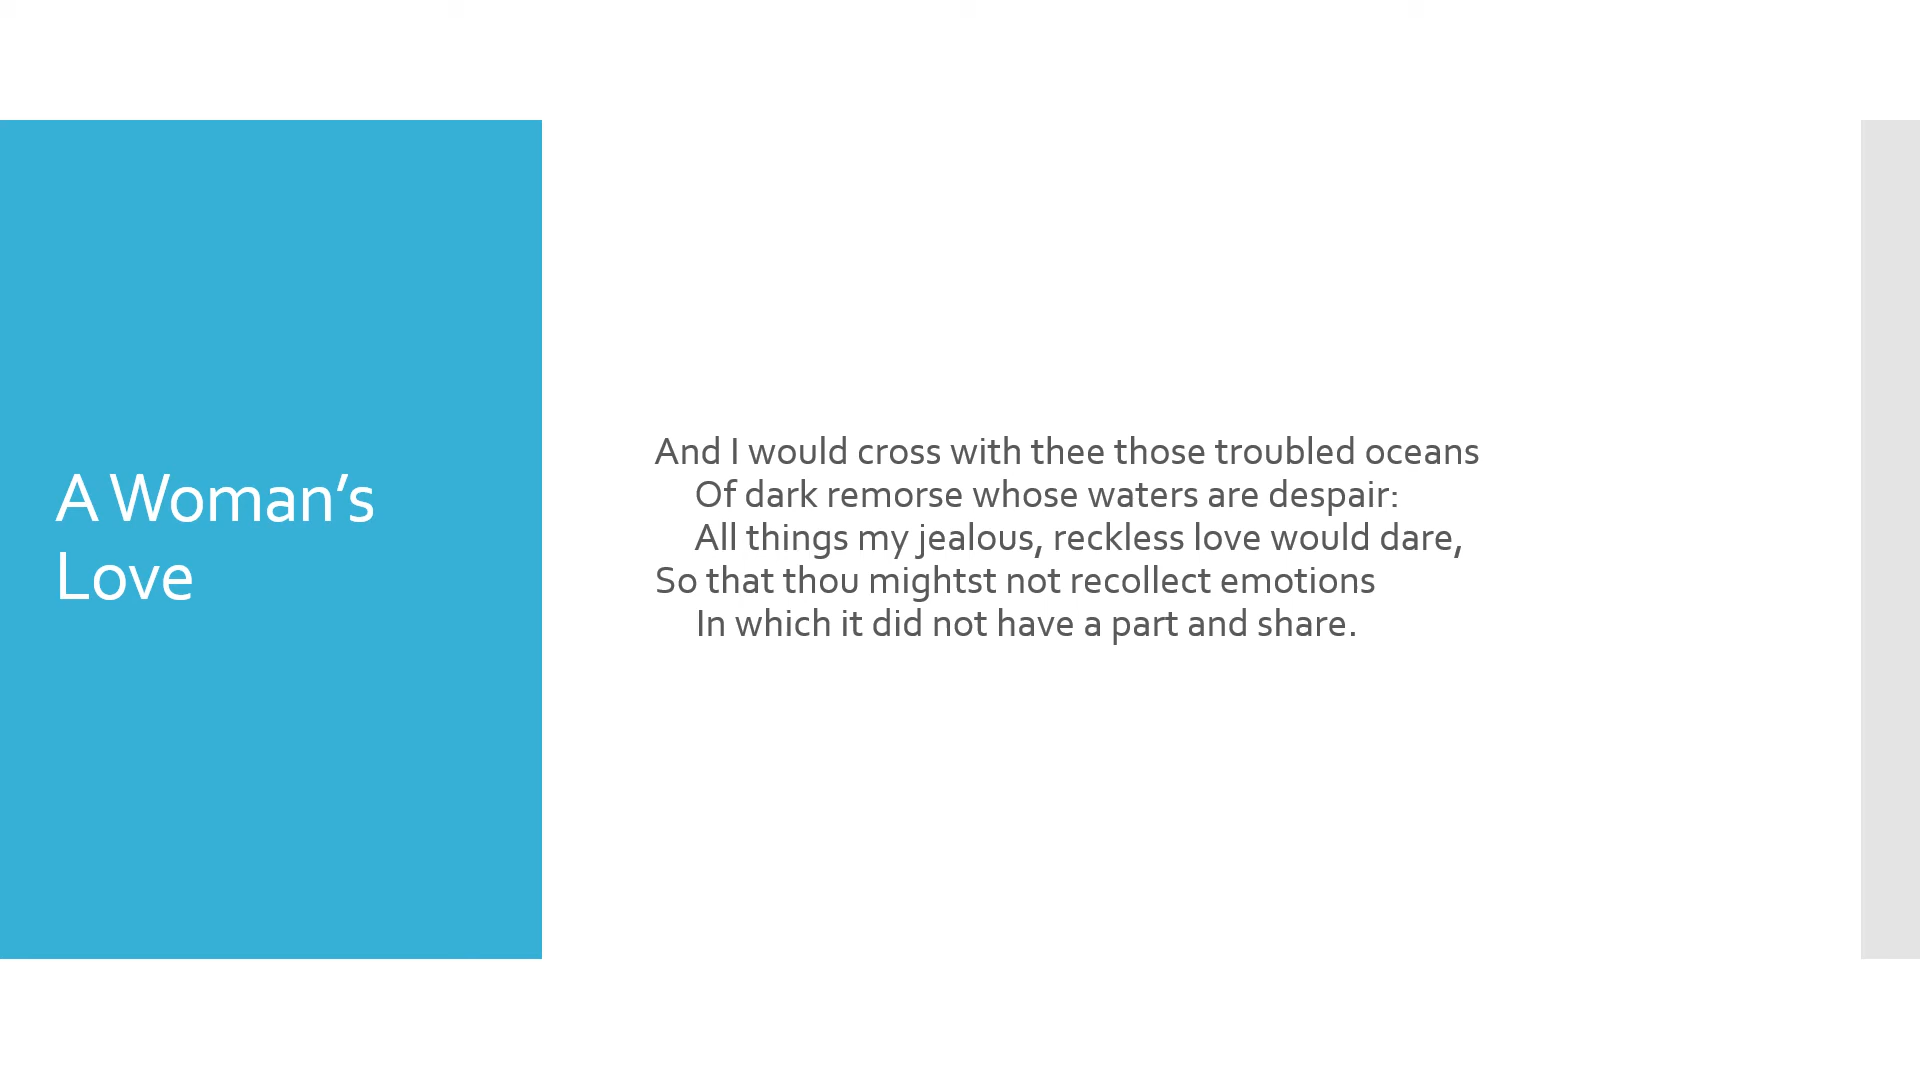 A Woman’s
Love
And I would cross with thee those troubled oceans
Of dark remorse whose waters are despair:
All things my jealous, reckless love would dare,
So that thou mightst not recollect emotions
In which it did not have a part and share.